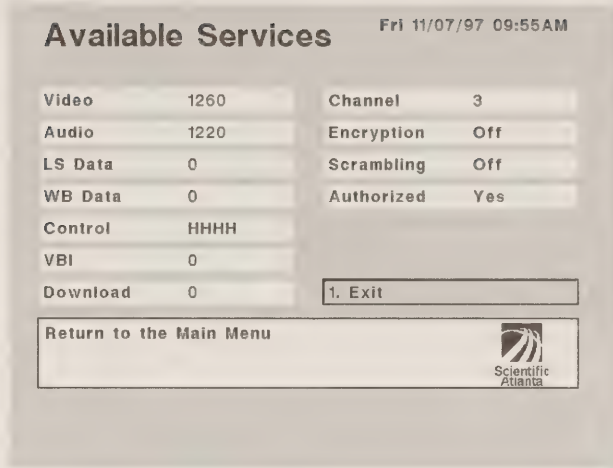 Available Services
Fri 11/07/97 09:55AM
Video 1260
Audio 1220
LS Data 0
WB Data 0
Control HHHH
VBI 0
Download 0
Channel 3
Encryption Off
Scrambling Off
Authorized Yes
1. Exit
Return to the Main Menu
Scientific
Atlanta